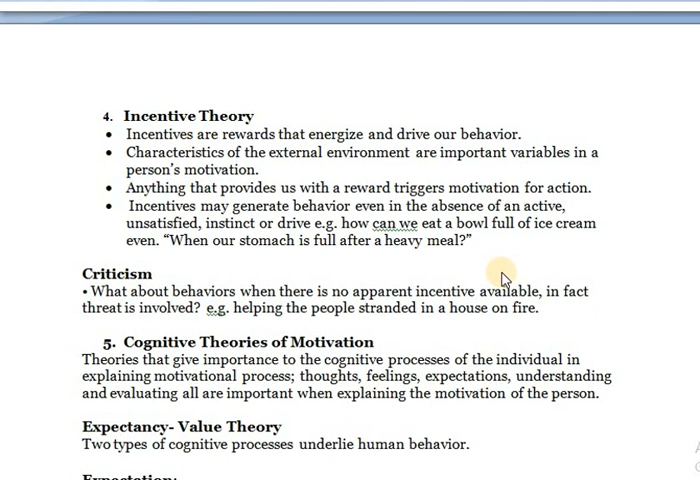 4. Incentive Theory
• Incentives are rewards that energize and drive our behavior.
• Characteristics of the external environment are important variables in a
person's motivation.
• Anything that provides us with a reward triggers motivation for action.
• Incentives may generate behavior even in the absence of an active,
unsatisfied, instinct or drive e.g. how can we eat a bowl full of ice cream
even. “When our stomach is full after a heavy meal?”
Criticism
• What about behaviors when there is no apparent incentive available, in fact
threat is involved? e.g. helping the people stranded in a house on fire.
5. Cognitive Theories of Motivation
Theories that give importance to the cognitive processes of the individual in
explaining motivational process; thoughts, feelings, expectations, understanding
and evaluating all are important when explaining the motivation of the person.
Expectancy- Value Theory
Two types of cognitive processes underlie human behavior.
Expectation: